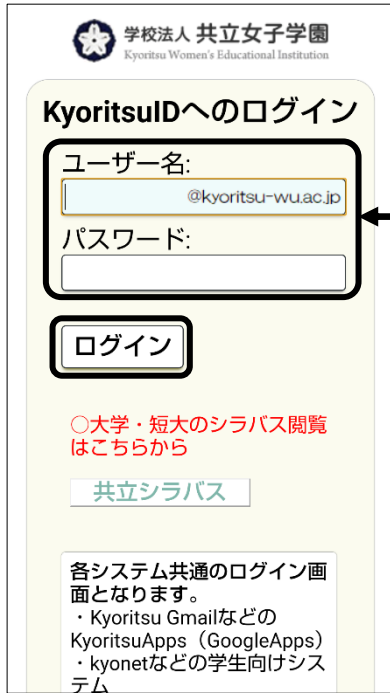 学校法人 共立女子学園
Kyoritsu Women's Educational Institution
KyoritsuIDへのログイン
ユーザー名:
@kyoritsu-wu.ac.jp
パスワード:
ログイン
○大学・短大のシラバス閲覧
はこちらから
共立シラバス
各システム共通のログイン画
面となります。
・Kyoritsu Gmailなどの
KyoritsuApps（GoogleApps）
・kyonetなどの学生向けシス
テム